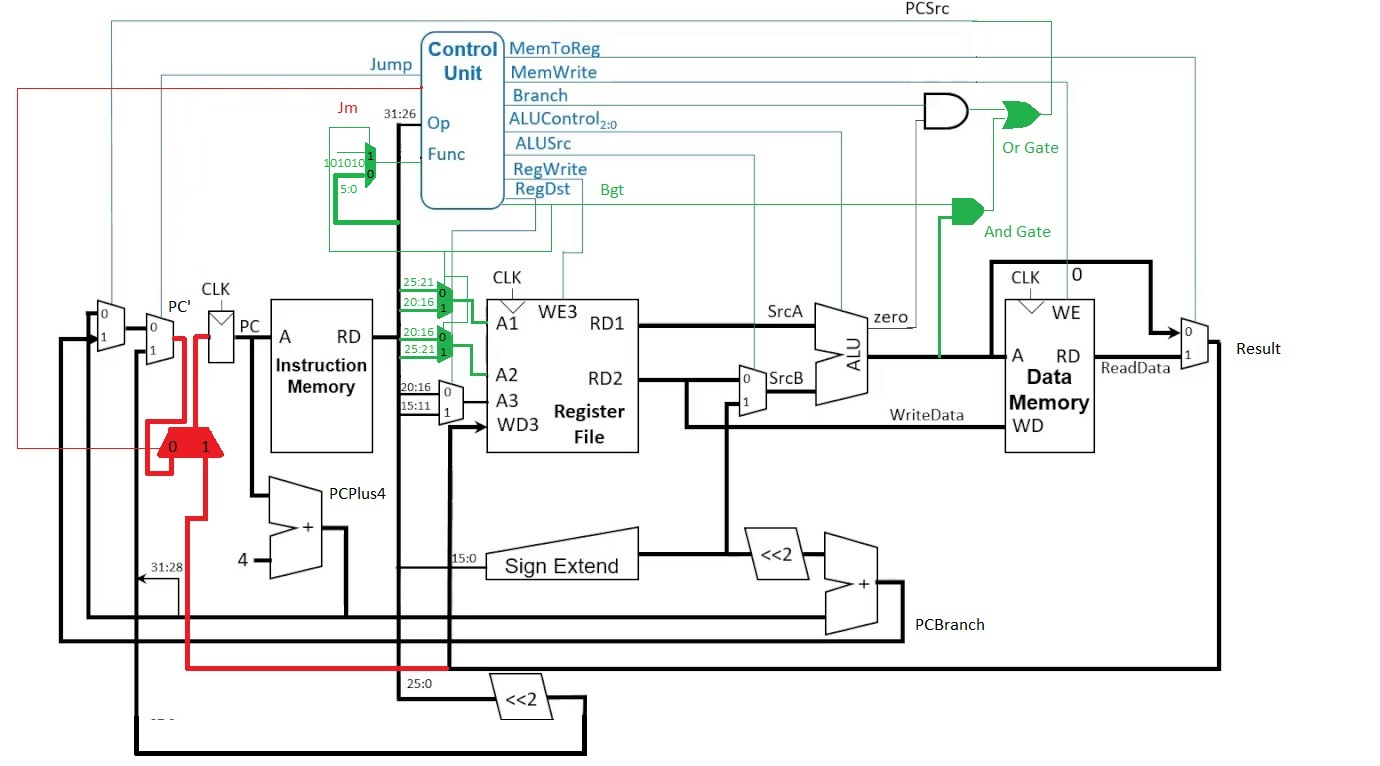 PCSrc
Control
Unit
MemToReg
MemWrite
Branch
ALUControl2:0
ALUSrc
RegWrite
RegDst
Jump
Jm
31:26
Op
Func
101010
1
0
5:0
Bgt
Or Gate
And Gate
25:21
20:16
0
1
20:16
25:21
0
1
20:16
15:11
0
1
CLK
WE3
A1
A2
A3
WD3
RD1
RD2
Register
File
0
1
PC'
0
1
CLK
PC
A
RD
Instruction
Memory
0
1
SrcA
SrcB
0
1
ALU
zero
CLK
0
WE
A
RD
Data
Memory
WD
ReadData
WriteData
0
1
Result
PCPlus4
+
4
31:28
15:0
Sign Extend
<<2
+
PCBranch
25:0
<<2